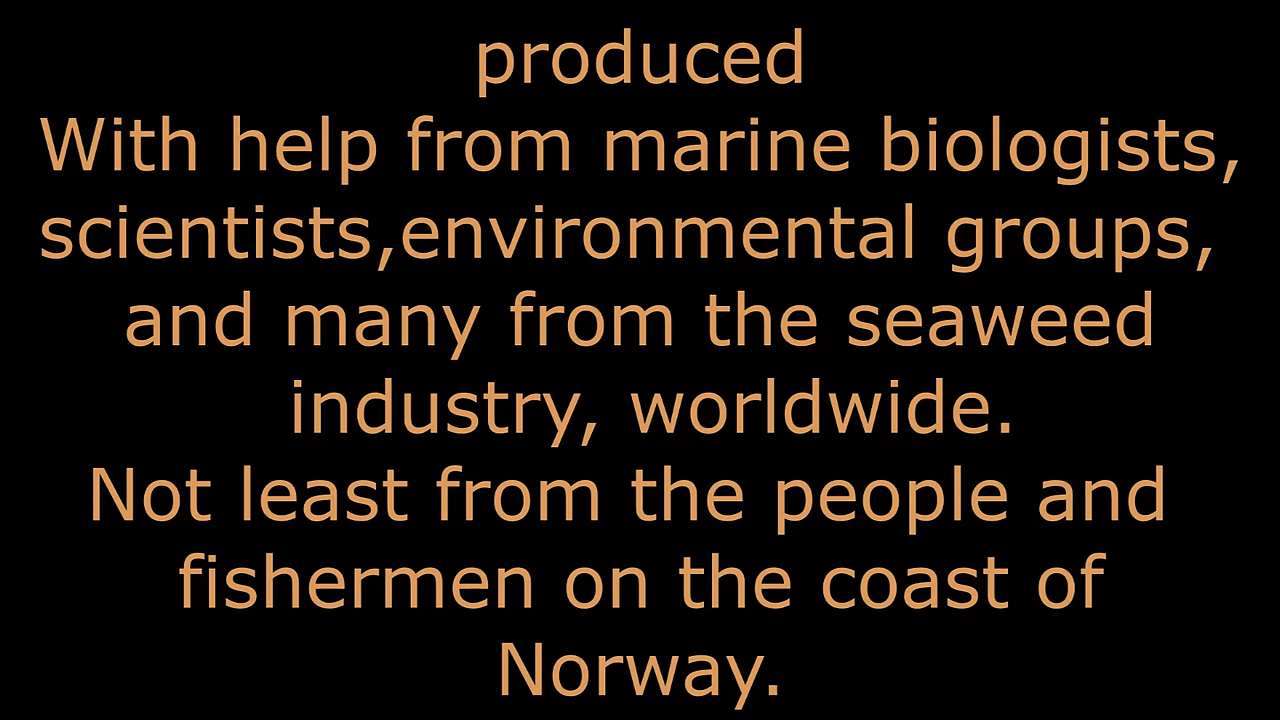 produced
With help from marine biologists,
scientists,environmental groups,
and many from the seaweed
industry, worldwide.
Not least from the people and
fishermen on the coast of
Norway.